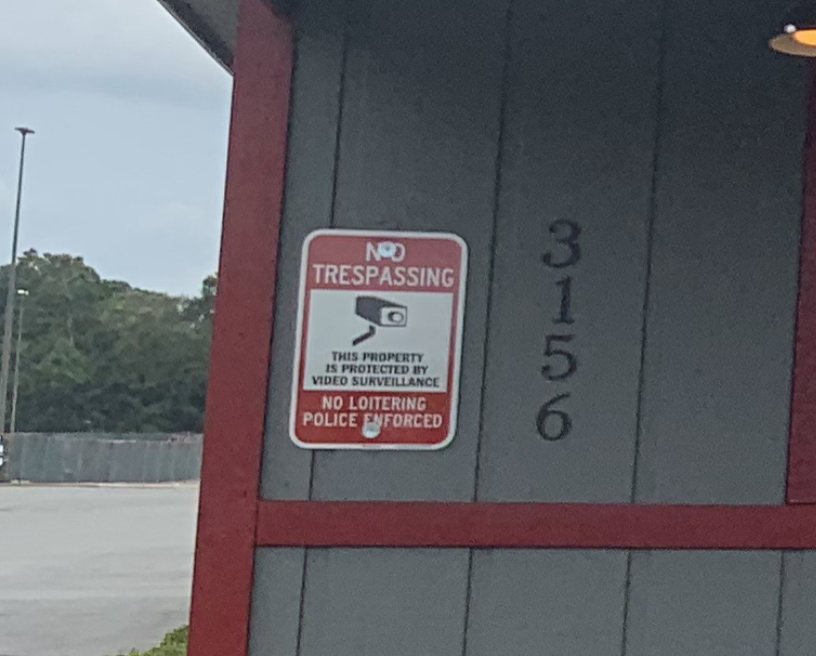 NO
TRESPASSING
THIS PROPERTY
IS PROTECTED BY
VIDEO SURVEILLANCE
NO LOITERING
POLICE ENFORCED
3
1
5
6